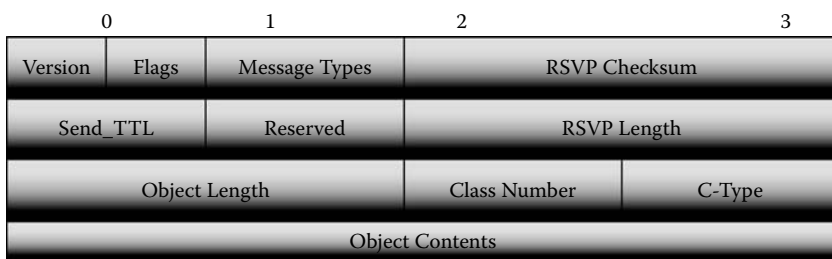 0 1 2 3
Version Flags Message Types RSVP Checksum
Send_TTL Reserved RSVP Length
Object Length Class Number C-Type
Object Contents